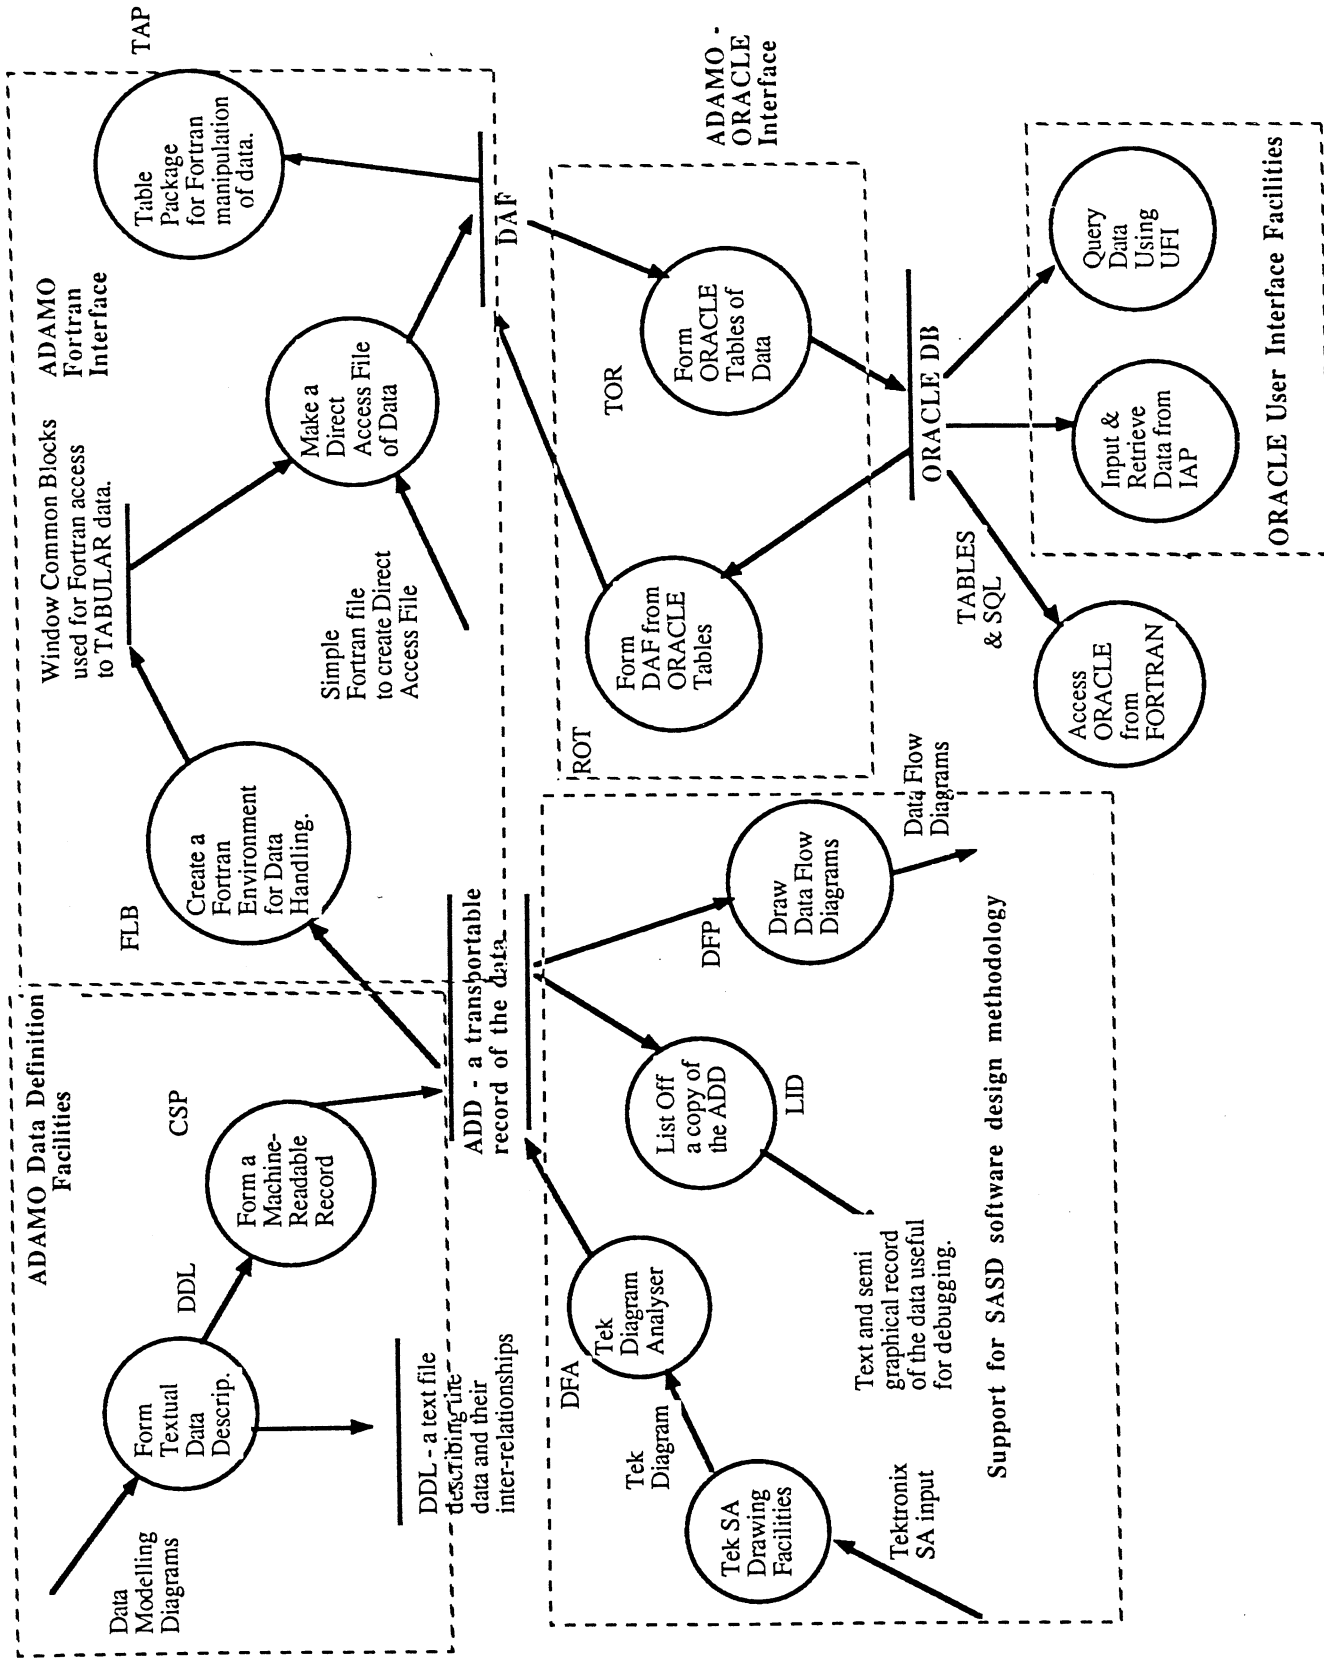 ADAMO Data Definition
Facilities
Data
Modelling
Diagrams
Form
Textual
Data
Descrip.
DDL
Form a
Machine-
Readable
Record
CSP
DDL - a text file
describing the
data and their
inter-relationships
ADD - a transportable
record of the data
FLB
Create a
Fortran
Environment
for Data
Handling.
Window Common Blocks
used for Fortran access
to TABULAR data.
ADAMO
Fortran
Interface
Simple
Fortran file
to create Direct
Access File
Make a
Direct
Access File
of Data
TAP
Table
Package
for Fortran
manipulation
of data.
DAF
Tektronix
SA input
Tek SA
Drawing
Facilities
Tek
Diagram
DFA
Tek
Diagram
Analyser
List Off
a copy of
the ADD
LID
Text and semi
graphical record
of the data useful
for debugging.
DFP
Draw
Data Flow
Diagrams
Data Flow
Diagrams
Support for SASD software design methodology
ROT
Form
DAF from
ORACLE
Tables
TOR
Form
ORACLE
Tables of
Data
ADAMO -
ORACLE
Interface
ORACLE DB
TABLES
& SQL
Access
ORACLE
from
FORTRAN
Input &
Retrieve
Data from
IAP
Query
Data
Using
UFI
ORACLE User Interface Facilities